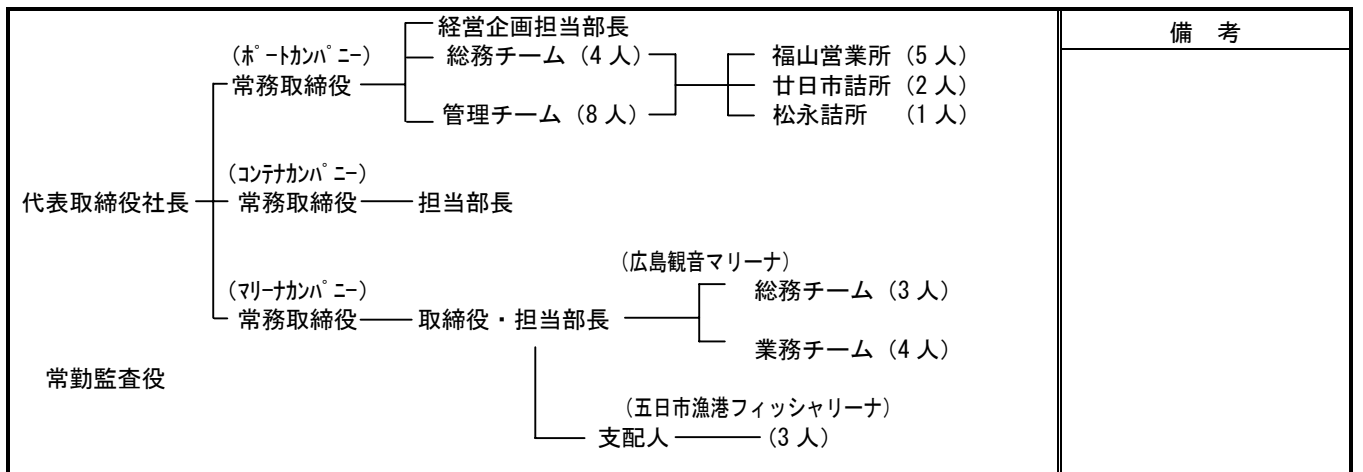 経営企画担当部長
備 考
(ﾎﾟｰﾄｶﾝﾊﾟﾆｰ)
総務チーム（4人）
福山営業所（5人）
常務取締役
廿日市詰所（2人）
管理チーム（8人）
松永詰所 （1人）
(ｺﾝﾃﾅｶﾝﾊﾟﾆｰ)
代表取締役社長 常務取締役 担当部長
（広島観音マリーナ）
(ﾏﾘｰﾅｶﾝﾊﾟﾆｰ)
総務チーム（3人）
常務取締役 取締役・担当部長
業務チーム（4人）
常勤監査役
（五日市漁港フィッシャリーナ）
支配人 （3人）